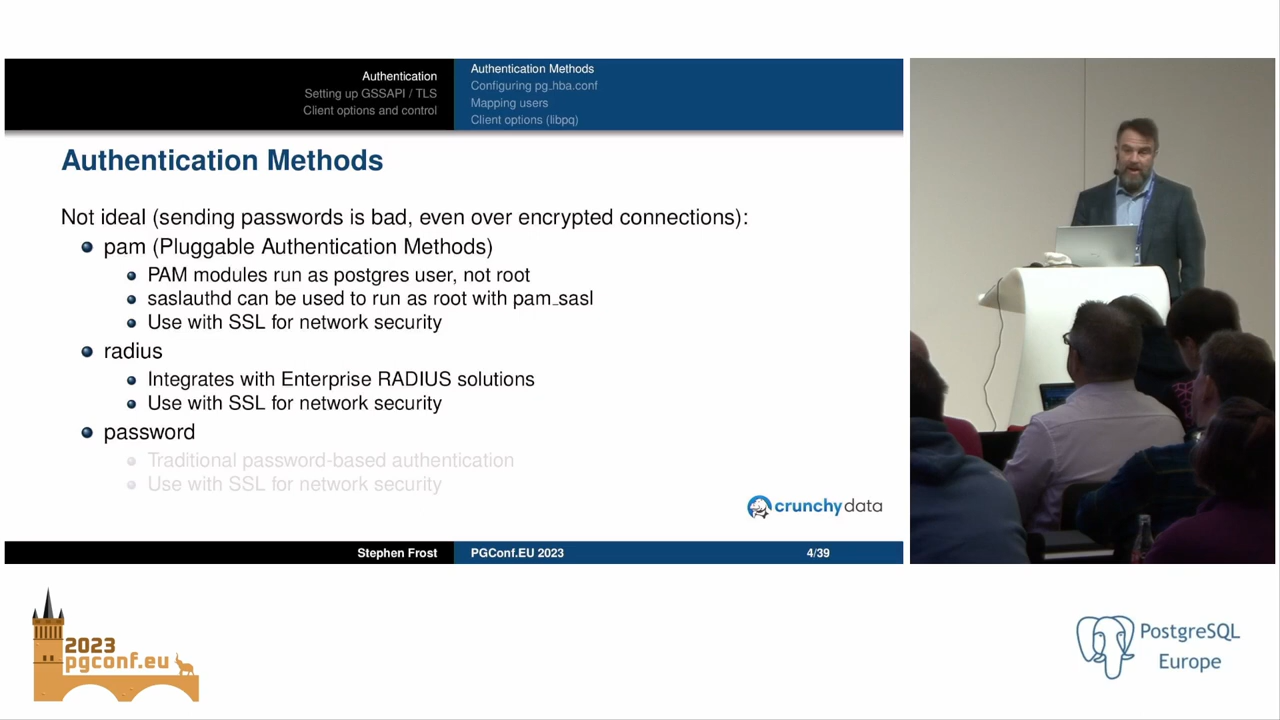 Authentication
Setting up GSSAPI / TLS
Client options and control
Authentication Methods
Configuring pg_hba.conf
Mapping users
Client options (libpq)
Authentication Methods
Not ideal (sending passwords is bad, even over encrypted connections):
pam (Pluggable Authentication Methods)
PAM modules run as postgres user, not root
saslauthd can be used to run as root with pam_sasl
Use with SSL for network security
radius
Integrates with Enterprise RADIUS solutions
Use with SSL for network security
password
Traditional password-based authentication
Use with SSL for network security
crunchydata
Stephen Frost
PGConf.EU 2023
4/39
2023
pgconf.eu
PostgreSQL
Europe